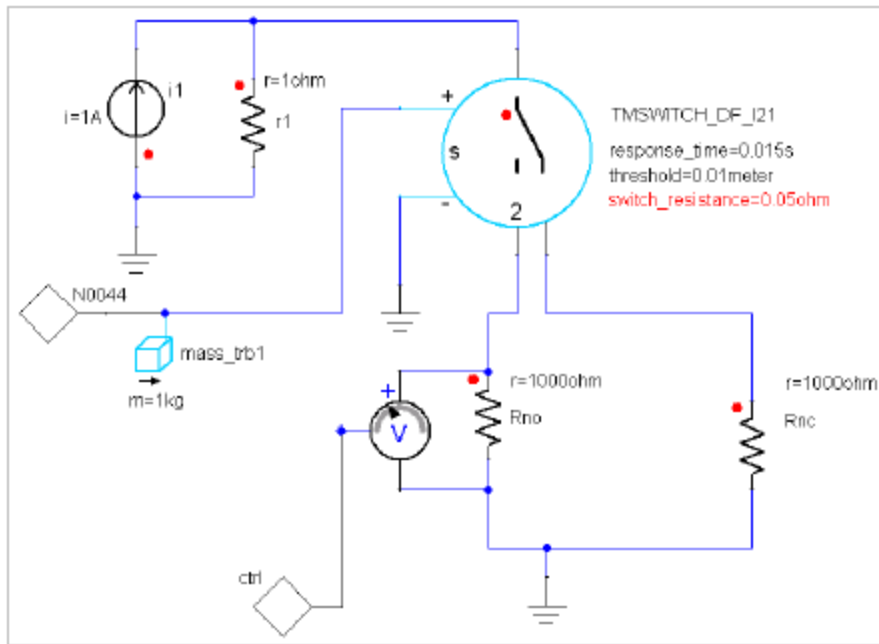 r=1ohm
i1
i=1A
r1
+
TMSWITCH_DF_I21
s
response_time=0.015s
threshold=0.01meter
-
switch_resistance=0.05ohm
2
N0044
mass_trb1
m=1kg
+
r=1000ohm
r=1000ohm
Rno
Rnc
V
ctrl